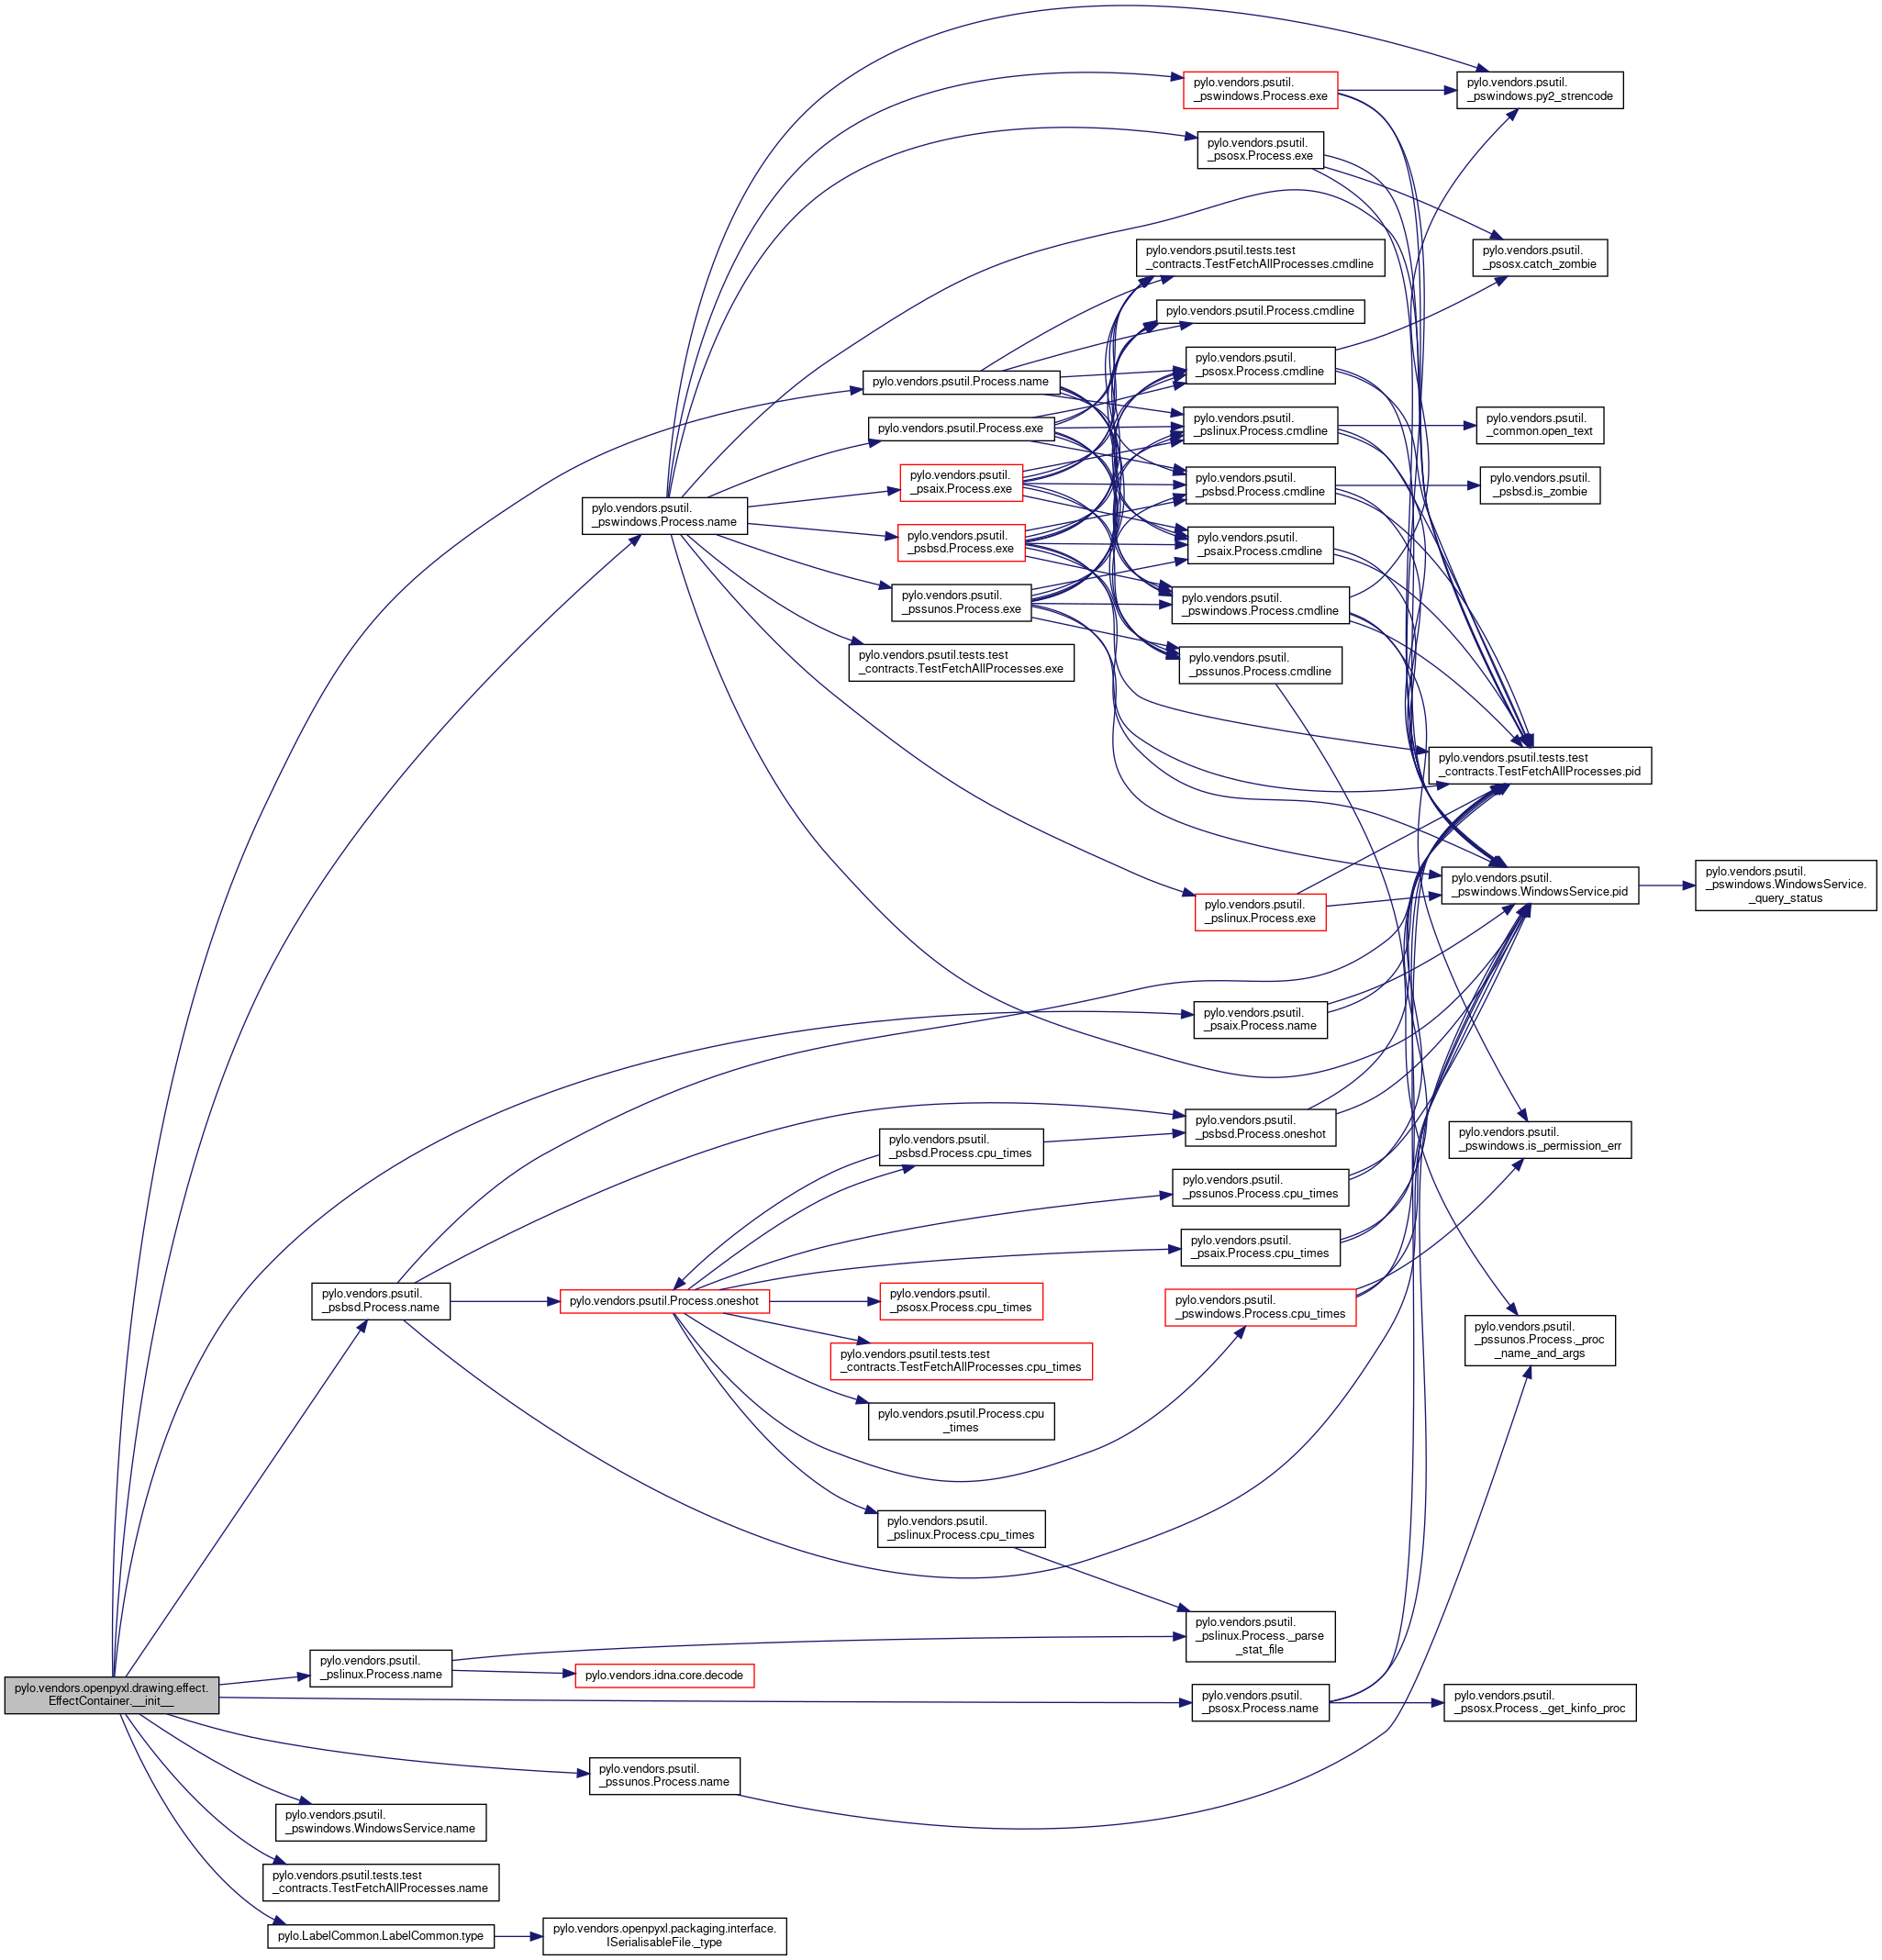 pylo.vendors.psutil.
_pswindows.Process.exe
pylo.vendors.psutil.
_pswindows.py2_strencode
pylo.vendors.psutil.
_psosx.Process.exe
pylo.vendors.psutil.tests.test
_contracts.TestFetchAllProcesses.cmdline
pylo.vendors.psutil.
_psosx.catch_zombie
pylo.vendors.psutil.Process.cmdline
pylo.vendors.psutil.Process.name
pylo.vendors.psutil.
_psosx.Process.cmdline
pylo.vendors.psutil.Process.exe
pylo.vendors.psutil.
_pslinux.Process.cmdline
pylo.vendors.psutil.
_common.open_text
pylo.vendors.psutil.
_psaix.Process.exe
pylo.vendors.psutil.
_psbsd.Process.cmdline
pylo.vendors.psutil.
_psbsd.is_zombie
pylo.vendors.psutil.
_pswindows.Process.name
pylo.vendors.psutil.
_psbsd.Process.exe
pylo.vendors.psutil.
_psaix.Process.cmdline
pylo.vendors.psutil.
_pssunos.Process.exe
pylo.vendors.psutil.
_pswindows.Process.cmdline
pylo.vendors.psutil.tests.test
_contracts.TestFetchAllProcesses.exe
pylo.vendors.psutil.
_pssunos.Process.cmdline
pylo.vendors.psutil.tests.test
_contracts.TestFetchAllProcesses.pid
pylo.vendors.psutil.
_pslinux.Process.exe
pylo.vendors.psutil.
_pswindows.WindowsService.pid
pylo.vendors.psutil.
_pswindows.WindowsService.
_query_status
pylo.vendors.psutil.
_psaix.Process.name
pylo.vendors.psutil.
_psbsd.Process.cpu_times
pylo.vendors.psutil.
_psbsd.Process.oneshot
pylo.vendors.psutil.
_pswindows.is_permission_err
pylo.vendors.psutil.
_pssunos.Process.cpu_times
pylo.vendors.psutil.
_psaix.Process.cpu_times
pylo.vendors.psutil.
_psbsd.Process.name
pylo.vendors.psutil.Process.oneshot
pylo.vendors.psutil.
_psosx.Process.cpu_times
pylo.vendors.psutil.
_pswindows.Process.cpu_times
pylo.vendors.psutil.tests.test
_contracts.TestFetchAllProcesses.cpu_times
pylo.vendors.psutil.
_pssunos.Process._proc
_name_and_args
pylo.vendors.psutil.Process.cpu
_times
pylo.vendors.psutil.
_pslinux.Process.cpu_times
pylo.vendors.psutil.
_pslinux.Process._parse
_stat_file
pylo.vendors.psutil.
_pslinux.Process.name
pylo.vendors.idna.core.decode
pylo.vendors.openpyxl.drawing.effect.
EffectContainer.__init__
pylo.vendors.psutil.
_psosx.Process.name
pylo.vendors.psutil.
_psosx.Process._get_kinfo_proc
pylo.vendors.psutil.
_pssunos.Process.name
pylo.vendors.psutil.
_pswindows.WindowsService.name
pylo.vendors.psutil.tests.test
_contracts.TestFetchAllProcesses.name
pylo.LabelCommon.LabelCommon.type
pylo.vendors.openpyxl.packaging.interface.
ISerialisableFile._type